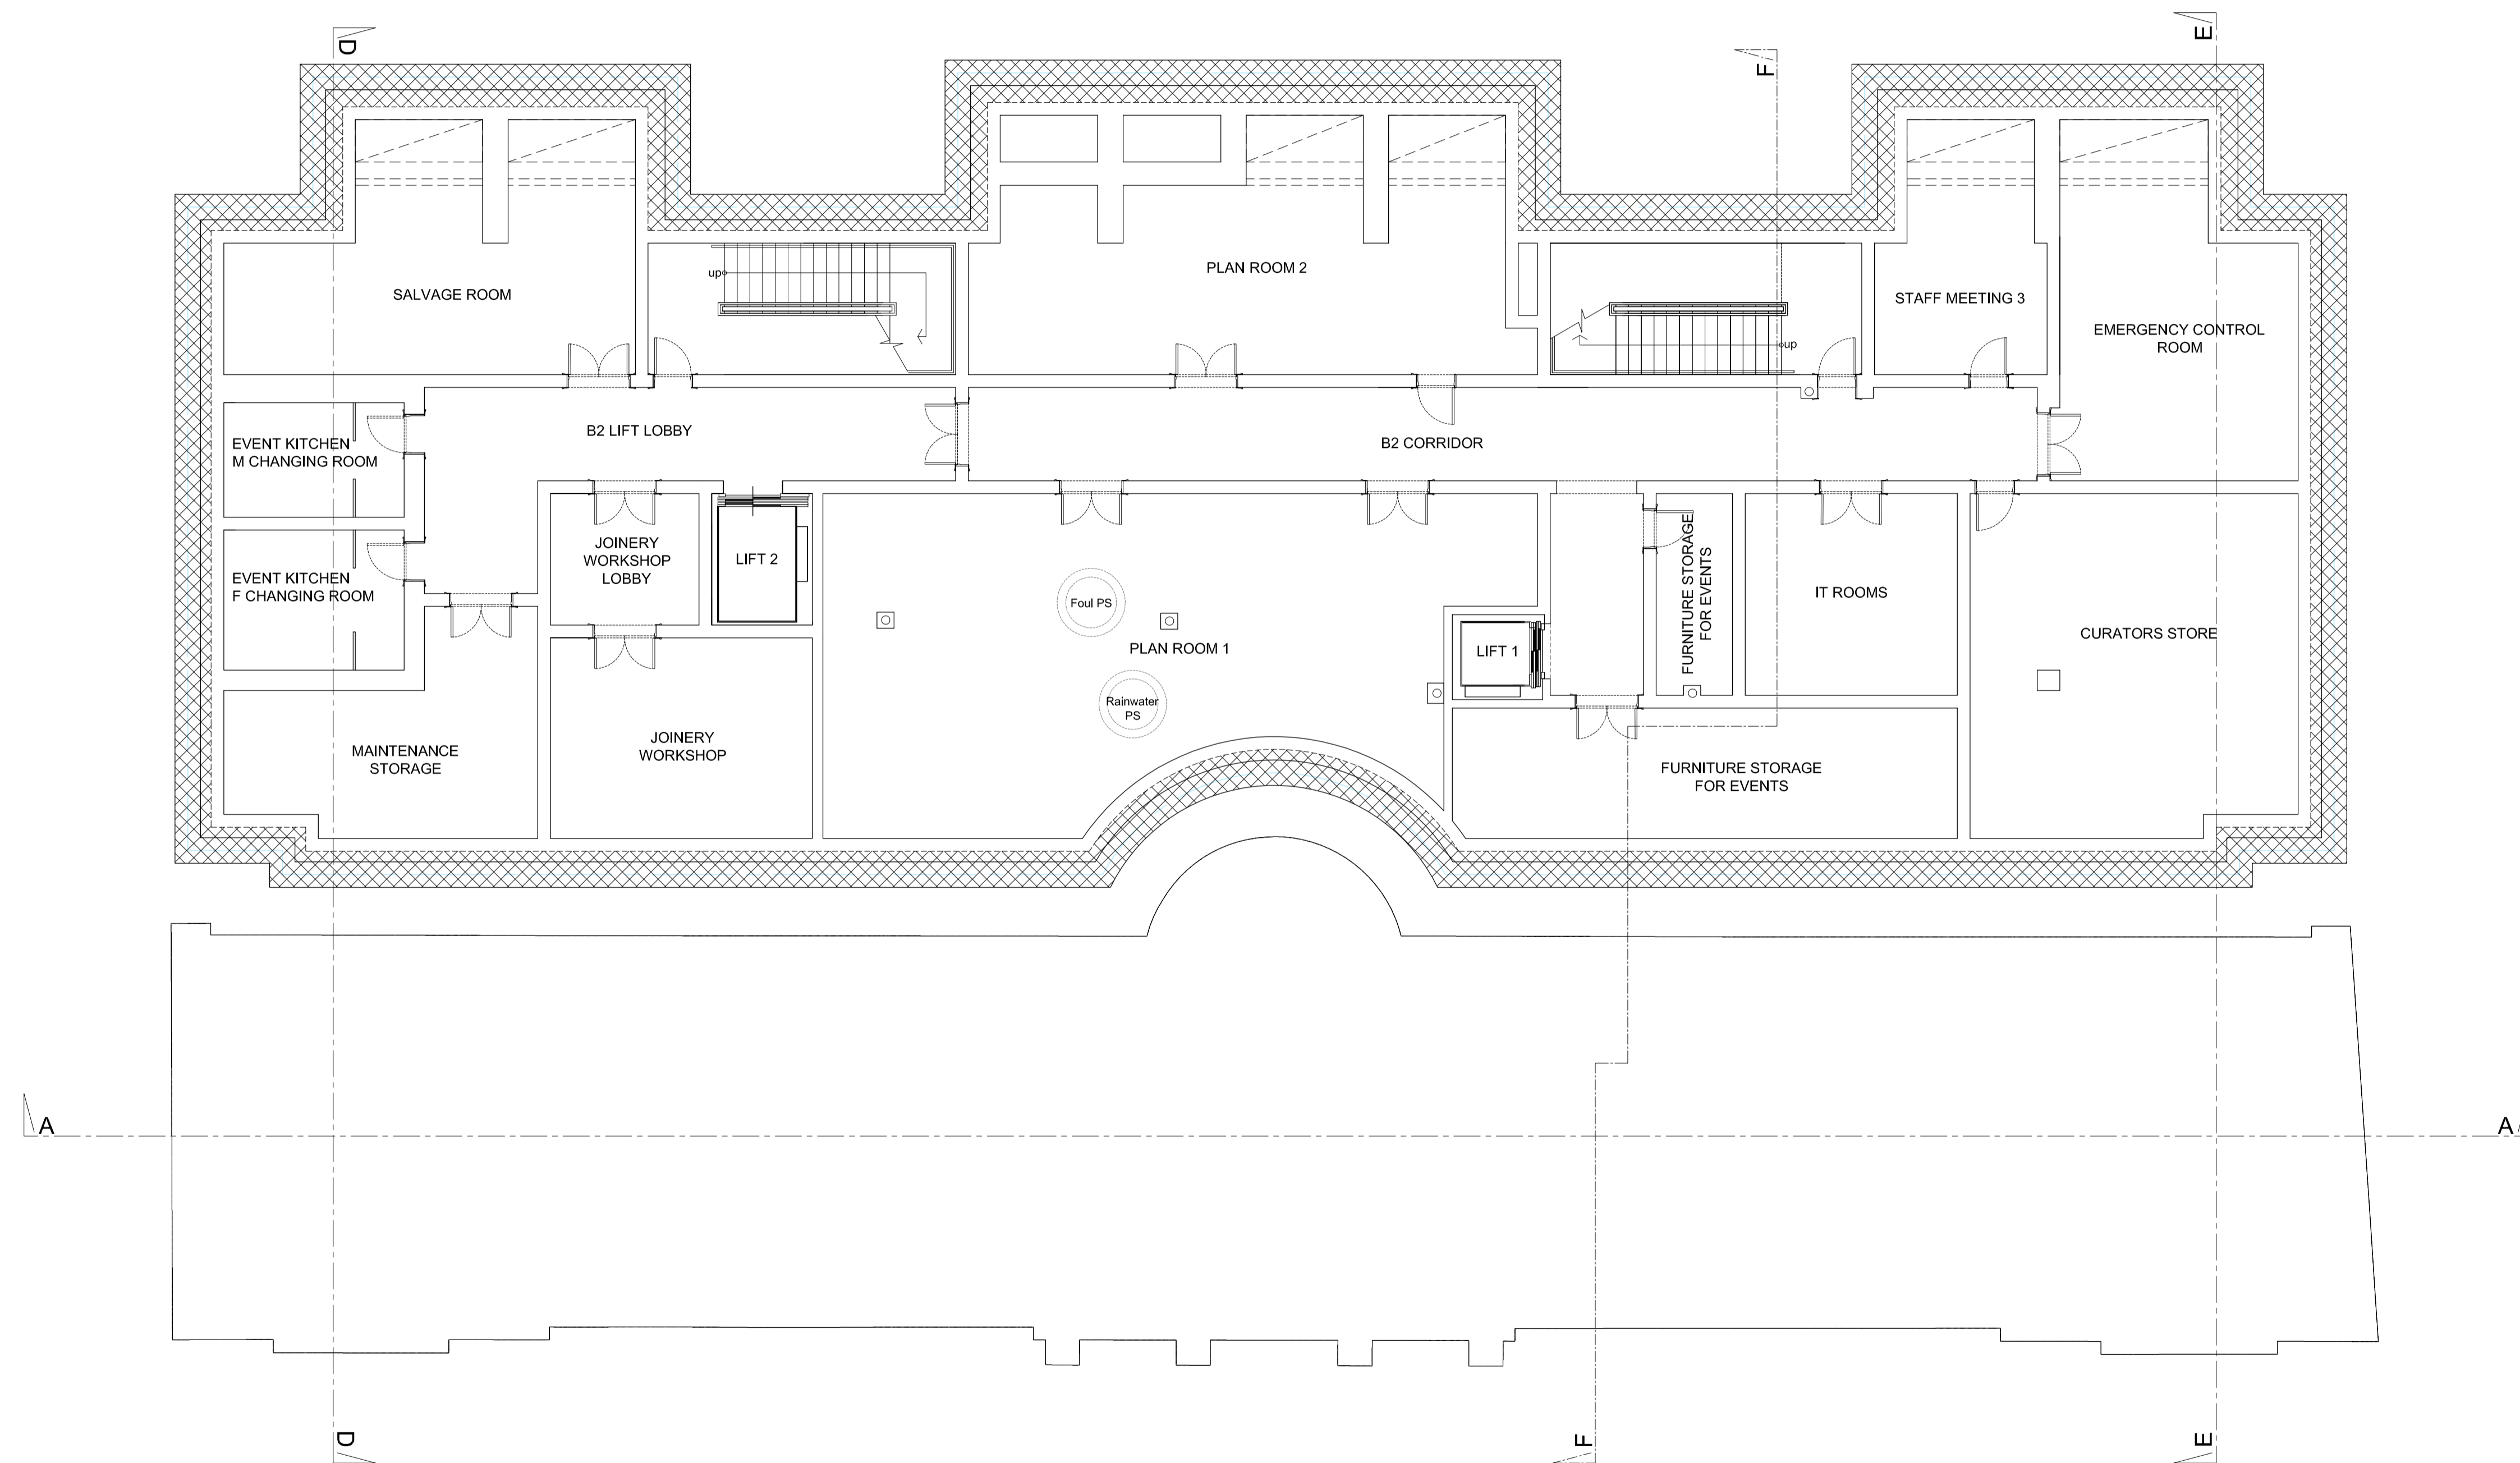 D
E
F
SALVAGE ROOM
up
PLAN ROOM 2
up
STAFF MEETING 3
EMERGENCY CONTROL
ROOM
EVENT KITCHEN
M CHANGING ROOM
B2 LIFT LOBBY
B2 CORRIDOR
EVENT KITCHEN
F CHANGING ROOM
JOINERY
WORKSHOP
LOBBY
LIFT 2
Foul PS
PLAN ROOM 1
Rainwater
PS
LIFT 1
FURNITURE STORAGE
FOR EVENTS
IT ROOMS
CURATORS STORE
MAINTENANCE
STORAGE
JOINERY
WORKSHOP
FURNITURE STORAGE
FOR EVENTS
A
A
D
F
E